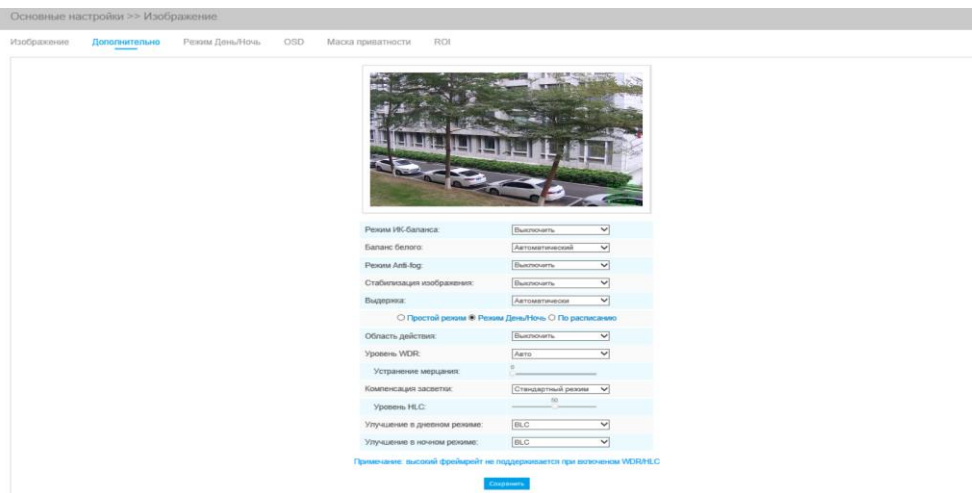 Основные настройки >> Изображение
Изображение Дополнительно Режим День/Ночь OSD Маска приватности ROI
Режим ИК-баланса: Выключить
Баланс белого: Автоматический
Режим Anti-fog: Выключить
Стабилизация изображения: Выключить
Выдержка: Автоматически
Простой режим Режим День/Ночь По расписанию
Область действия: Выключить
Уровень WDR: Авто
Устранение мерцания: 0
Компенсация засветки: Стандартный режим
Уровень HLC: 50
Улучшение в дневном режиме: BLC
Улучшение в ночном режиме: BLC
Примечание: высокий фреймрейт не поддерживается при включеном WDR/HLC
Сохранить